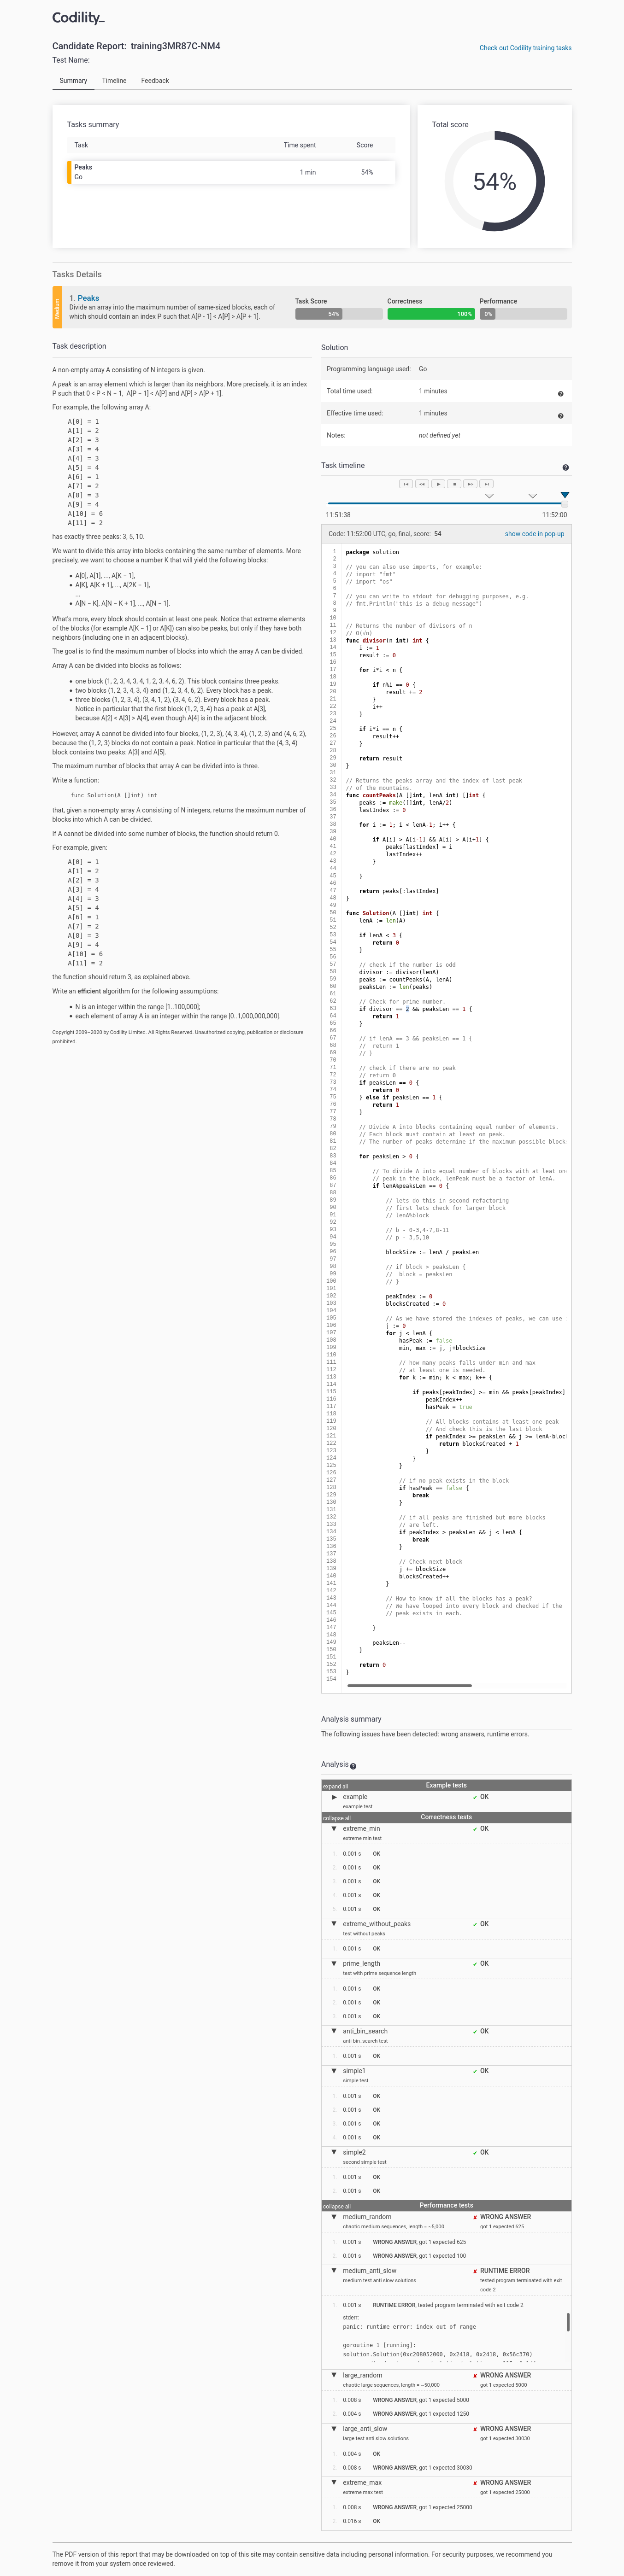 Codility_
Candidate Report: training3MR87C-NM4
Check out Codility training tasks
Test Name:
Summary Timeline Feedback
Tasks summary
Task Time spent Score
Peaks
Go
1 min 54%
Total score
54%
Tasks Details
Medium
1. Peaks
Divide an array into the maximum number of same-sized blocks, each of
which should contain an index P such that A[P - 1] < A[P] > A[P + 1].
Task Score
54%
Correctness
100%
Performance
0%
Task description
A non-empty array A consisting of N integers is given.
A peak is an array element which is larger than its neighbors. More precisely, it is an index
P such that 0 < P < N − 1, A[P − 1] < A[P] and A[P] > A[P + 1].
For example, the following array A:
A[0] = 1
A[1] = 2
A[2] = 3
A[3] = 4
A[4] = 3
A[5] = 4
A[6] = 1
A[7] = 2
A[8] = 3
A[9] = 4
A[10] = 6
A[11] = 2
has exactly three peaks: 3, 5, 10.
We want to divide this array into blocks containing the same number of elements. More
precisely, we want to choose a number K that will yield the following blocks:
• A[0], A[1], ..., A[K − 1],
• A[K], A[K + 1], ..., A[2K − 1],
...
• A[N − K], A[N − K + 1], ..., A[N − 1].
What's more, every block should contain at least one peak. Notice that extreme elements
of the blocks (for example A[K − 1] or A[K]) can also be peaks, but only if they have both
neighbors (including one in an adjacent blocks).
The goal is to find the maximum number of blocks into which the array A can be divided.
Array A can be divided into blocks as follows:
• one block (1, 2, 3, 4, 3, 4, 1, 2, 3, 4, 6, 2). This block contains three peaks.
• two blocks (1, 2, 3, 4, 3, 4) and (1, 2, 3, 4, 6, 2). Every block has a peak.
• three blocks (1, 2, 3, 4), (3, 4, 1, 2), (3, 4, 6, 2). Every block has a peak.
Notice in particular that the first block (1, 2, 3, 4) has a peak at A[3],
because A[2] < A[3] > A[4], even though A[4] is in the adjacent block.
However, array A cannot be divided into four blocks, (1, 2, 3), (4, 3, 4), (1, 2, 3) and (4, 6, 2),
because the (1, 2, 3) blocks do not contain a peak. Notice in particular that the (4, 3, 4)
block contains two peaks: A[3] and A[5].
The maximum number of blocks that array A can be divided into is three.
Write a function:
func Solution(A []int) int
that, given a non-empty array A consisting of N integers, returns the maximum number of
blocks into which A can be divided.
If A cannot be divided into some number of blocks, the function should return 0.
For example, given:
A[0] = 1
A[1] = 2
A[2] = 3
A[3] = 4
A[4] = 3
A[5] = 4
A[6] = 1
A[7] = 2
A[8] = 3
A[9] = 4
A[10] = 6
A[11] = 2
the function should return 3, as explained above.
Write an efficient algorithm for the following assumptions:
• N is an integer within the range [1..100,000];
• each element of array A is an integer within the range [0..1,000,000,000].
Copyright 2009–2020 by Codility Limited. All Rights Reserved. Unauthorized copying, publication or disclosure
prohibited.
Solution
Programming language used: Go
Total time used: 1 minutes
Effective time used: 1 minutes
Notes: not defined yet
Task timeline
11:51:38 11:52:00
Code: 11:52:00 UTC, go, final, score: 54 show code in pop-up
1 package solution
2
3 // you can also use imports, for example:
4 // import "fmt"
5 // import "os"
6
7 // you can write to stdout for debugging purposes, e.g.
8 // fmt.Println("this is a debug message")
9
10
11 // Returns the number of divisors of n
12 // O(√n)
13 func divisor(n int) int {
14 i := 1
15 result := 0
16
17 for i*i < n {
18
19 if n%i == 0 {
20 result += 2
21 }
22 i++
23 }
24
25 if i*i == n {
26 result++
27 }
28
29 return result
30 }
31
32 // Returns the peaks array and the index of last peak
33 // of the mountains.
34 func countPeaks(A []int, lenA int) []int {
35 peaks := make([]int, lenA/2)
36 lastIndex := 0
37
38 for i := 1; i < lenA-1; i++ {
39
40 if A[i] > A[i-1] && A[i] > A[i+1] {
41 peaks[lastIndex] = i
42 lastIndex++
43 }
44
45 }
46
47 return peaks[:lastIndex]
48 }
49
50 func Solution(A []int) int {
51 lenA := len(A)
52
53 if lenA < 3 {
54 return 0
55 }
56
57 // check if the number is odd
58 divisor := divisor(lenA)
59 peaks := countPeaks(A, lenA)
60 peaksLen := len(peaks)
61
62 // Check for prime number.
63 if divisor == 2 && peaksLen == 1 {
64 return 1
65 }
66
67 // if lenA == 3 && peaksLen == 1 {
68 // return 1
69 // }
70
71 // check if there are no peak
72 // return 0
73 if peaksLen == 0 {
74 return 0
75 } else if peaksLen == 1 {
76 return 1
77 }
78
79 // Divide A into blocks containing equal number of elements.
80 // Each block must contain at least on peak.
81 // The number of peaks determine if the maximum possible block
82
83 for peaksLen > 0 {
84
85 // To divide A into equal number of blocks with at leat on
86 // peak in the block, lenPeak must be a factor of lenA.
87 if lenA%peaksLen == 0 {
88
89 // lets do this in second refactoring
90 // first lets check for larger block
91 // lenA%block
92
93 // b - 0-3,4-7,8-11
94 // p - 3,5,10
95
96 blockSize := lenA / peaksLen
97
98 // if block > peaksLen {
99 // block = peaksLen
100 // }
101
102 peakIndex := 0
103 blocksCreated := 0
104
105 // As we have stored the indexes of peaks, we can use
106 j := 0
107 for j < lenA {
108 hasPeak := false
109 min, max := j, j+blockSize
110
111 // how many peaks falls under min and max
112 // at least one is needed.
113 for k := min; k < max; k++ {
114
115 if peaks[peakIndex] >= min && peaks[peakIndex]
116 peakIndex++
117 hasPeak = true
118
119 // All blocks contains at least one peak
120 // And check this is the last block
121 if peakIndex >= peaksLen && j >= lenA-bloc
122 return blocksCreated + 1
123 }
124 }
125 }
126
127 // if no peak exists in the block
128 if hasPeak == false {
129 break
130 }
131
132 // if all peaks are finished but more blocks
133 // are left.
134 if peakIndex > peaksLen && j < lenA {
135 break
136 }
137
138 // Check next block
139 j += blockSize
140 blocksCreated++
141 }
142
143 // How to know if all the blocks has a peak?
144 // We have looped into every block and checked if the
145 // peak exists in each.
146
147 }
148
149 peaksLen--
150 }
151
152 return 0
153 }
154
Analysis summary
The following issues have been detected: wrong answers, runtime errors.
Analysis
expand all Example tests
example ✔ OK
example test
collapse all Correctness tests
extreme_min ✔ OK
extreme min test
1. 0.001 s OK
2. 0.001 s OK
3. 0.001 s OK
4. 0.001 s OK
5. 0.001 s OK
extreme_without_peaks ✔ OK
test without peaks
1. 0.001 s OK
prime_length ✔ OK
test with prime sequence length
1. 0.001 s OK
2. 0.001 s OK
3. 0.001 s OK
anti_bin_search ✔ OK
anti bin_search test
1. 0.001 s OK
simple1 ✔ OK
simple test
1. 0.001 s OK
2. 0.001 s OK
3. 0.001 s OK
4. 0.001 s OK
simple2 ✔ OK
second simple test
1. 0.001 s OK
2. 0.001 s OK
collapse all Performance tests
medium_random ✘ WRONG ANSWER
chaotic medium sequences, length = ~5,000 got 1 expected 625
1. 0.001 s WRONG ANSWER, got 1 expected 625
2. 0.001 s WRONG ANSWER, got 1 expected 100
medium_anti_slow ✘ RUNTIME ERROR
medium test anti slow solutions tested program terminated with exit
code 2
1. 0.001 s RUNTIME ERROR, tested program terminated with exit code 2
stderr:
panic: runtime error: index out of range
goroutine 1 [running]:
solution.Solution(0xc208052000, 0x2418, 0x2418, 0x56c370)
large_random ✘ WRONG ANSWER
chaotic large sequences, length = ~50,000 got 1 expected 5000
1. 0.008 s WRONG ANSWER, got 1 expected 5000
2. 0.004 s WRONG ANSWER, got 1 expected 1250
large_anti_slow ✘ WRONG ANSWER
large test anti slow solutions got 1 expected 30030
1. 0.004 s OK
2. 0.008 s WRONG ANSWER, got 1 expected 30030
extreme_max ✘ WRONG ANSWER
extreme max test got 1 expected 25000
1. 0.008 s WRONG ANSWER, got 1 expected 25000
2. 0.016 s OK
The PDF version of this report that may be downloaded on top of this site may contain sensitive data including personal information. For security purposes, we recommend you
remove it from your system once reviewed.